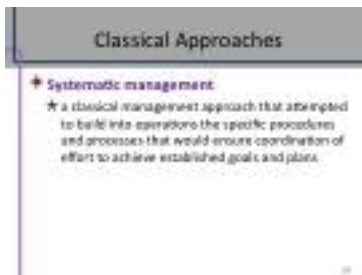 Classical Approaches
Systematic management
a classical management approach that attempted
to build into operations the specific procedures
and processes that would ensure coordination of
effort to achieve established goals and plans